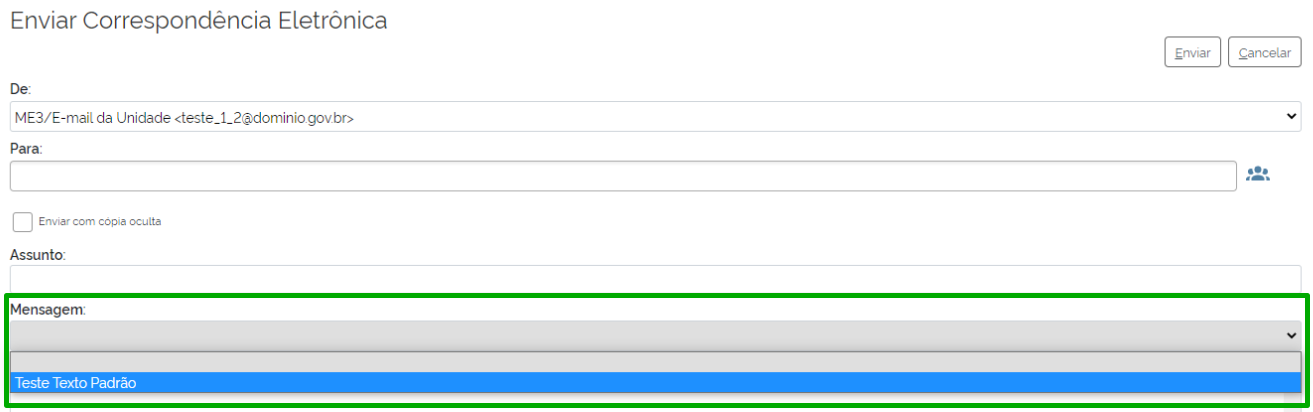 Enviar Correspondência Eletrônica
Enviar Cancelar
De:
ME3/E-mail da Unidade <teste_1_2@dominio.gov.br>
Para:
Enviar com cópia oculta
Assunto:
Mensagem:
Teste Texto Padrão